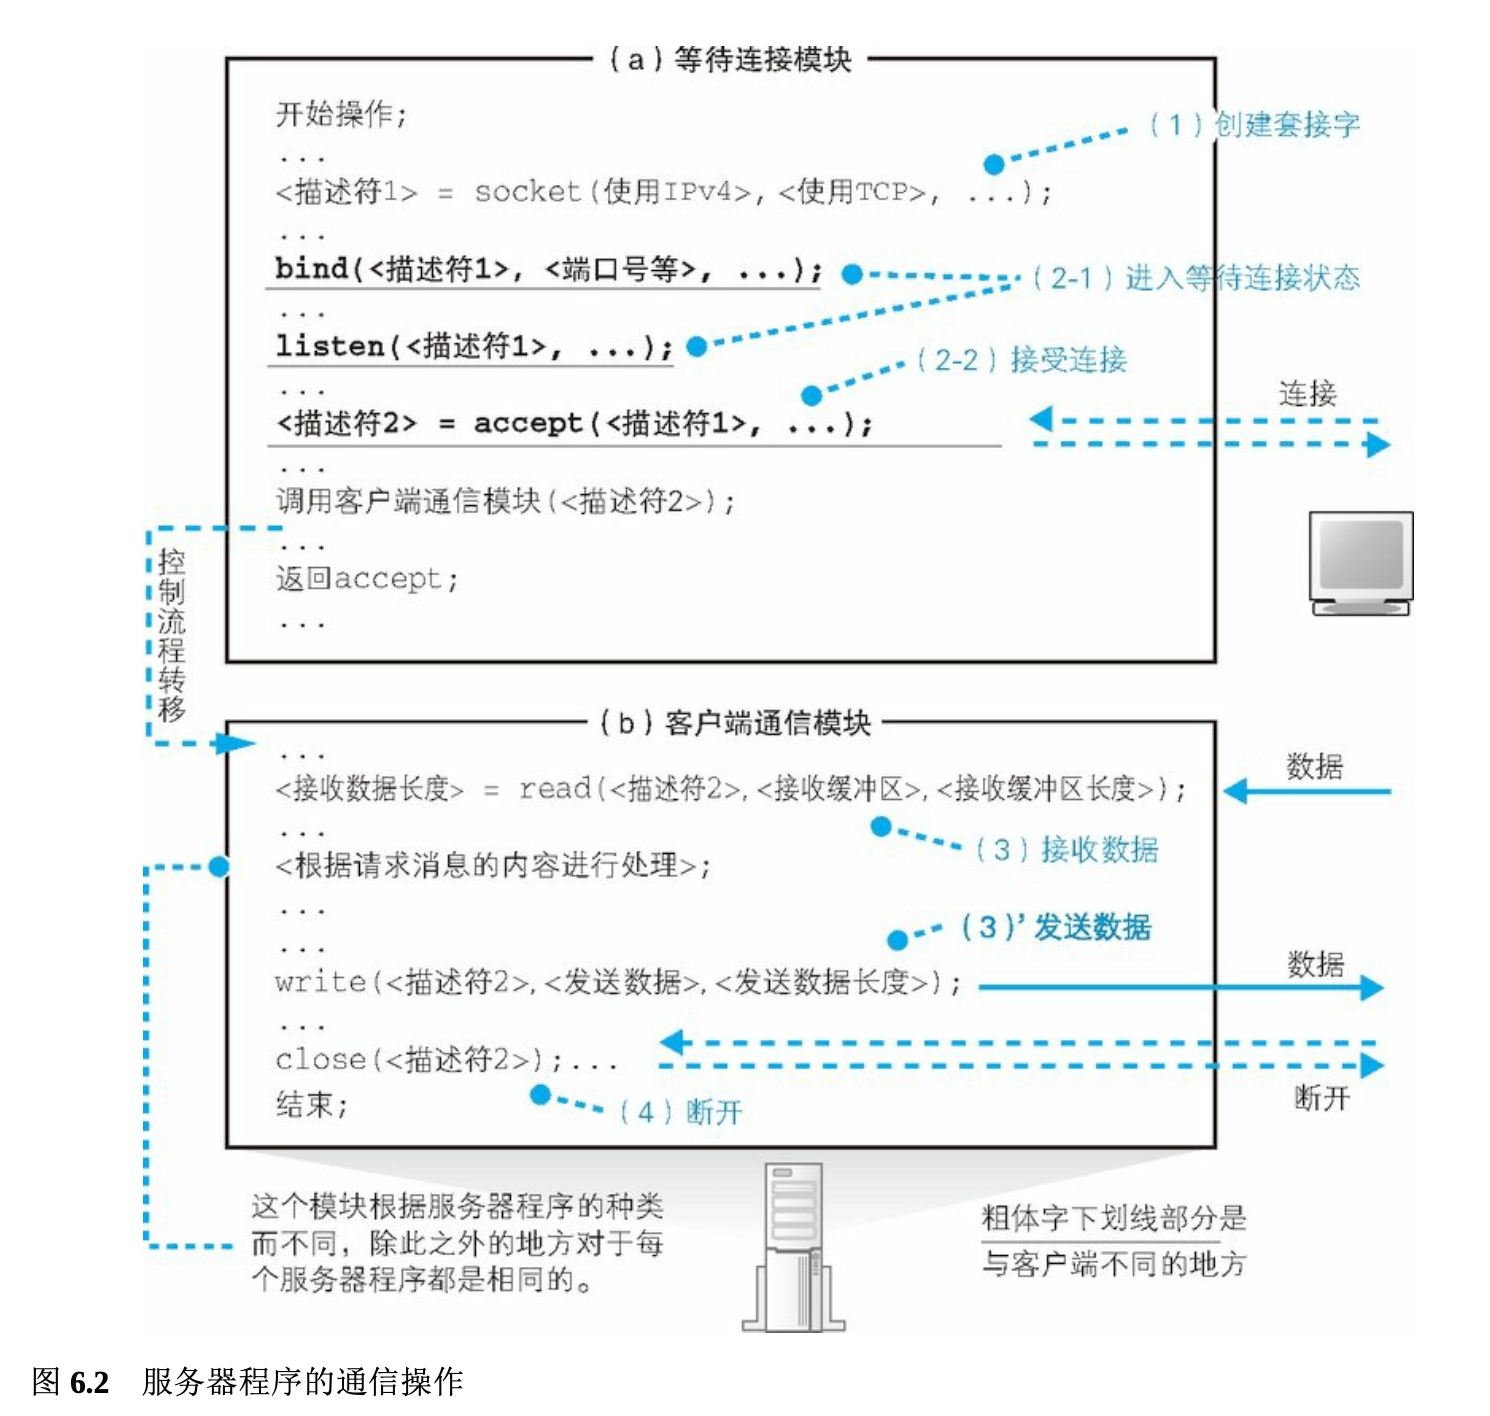 (a)等待连接模块
开始操作;
...
(1)创建套接字
<描述符1> = socket(使用IPv4>,<使用TCP>, ...);
...
bind(<描述符1>, <端口号等>, ...);
(2-1)进入等待连接状态
...
listen(<描述符1>, ...);
(2-2)接受连接
...
连接
<描述符2> = accept(<描述符1>, ...);
...
调用客户端通信模块(<描述符2>);
...
返回accept;
...
控制流程转移
(b)客户端通信模块
...
数据
<接收数据长度> = read(<描述符2>,<接收缓冲区>,<接收缓冲区长度>);
...
(3)接收数据
<根据请求消息的内容进行处理>;
...
(3)’发送数据
...
数据
write(<描述符2>,<发送数据>,<发送数据长度>);
...
close(<描述符2>);...
断开
结束;
(4)断开
这个模块根据服务器程序的种类
而不同，除此之外的地方对于每
个服务器程序都是相同的。
粗体字下划线部分是
与客户端不同的地方
图 6.2 服务器程序的通信操作